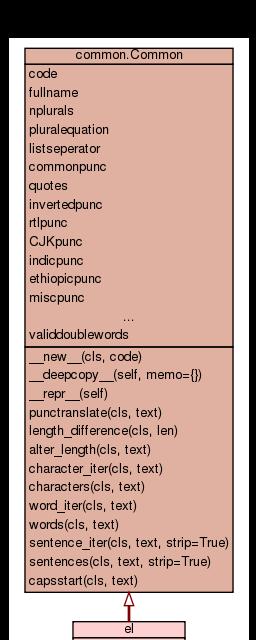 common.Common
code
fullname
nplurals
pluralequation
listseperator
commonpunc
quotes
invertedpunc
rtlpunc
CJKpunc
indicpunc
ethiopicpunc
miscpunc
...
validdoublewords
__new__(cls, code)
__deepcopy__(self, memo={})
__repr__(self)
punctranslate(cls, text)
length_difference(cls, len)
alter_length(cls, text)
character_iter(cls, text)
characters(cls, text)
word_iter(cls, text)
words(cls, text)
sentence_iter(cls, text, strip=True)
sentences(cls, text, strip=True)
capsstart(cls, text)
el